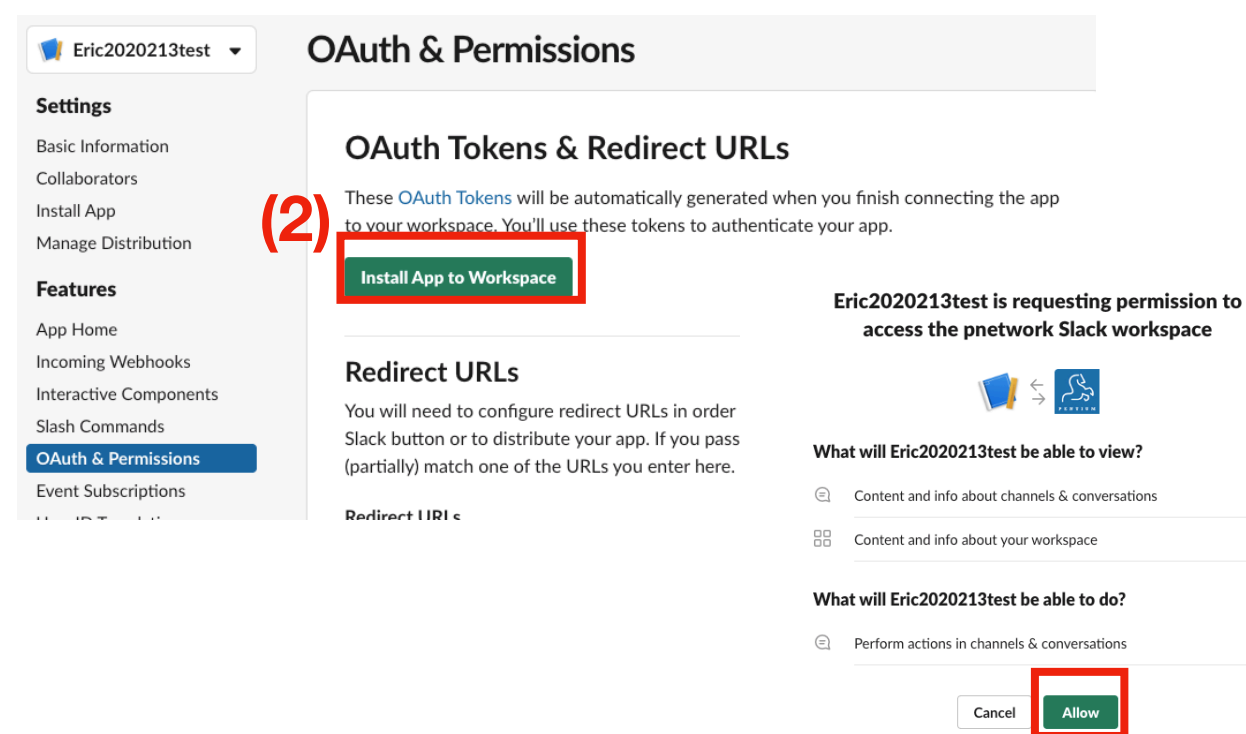 Eric2020213test
OAuth & Permissions
Settings
Basic Information
Collaborators
Install App
Manage Distribution
Features
App Home
Incoming Webhooks
Interactive Components
Slash Commands
OAuth & Permissions
Event Subscriptions
OAuth Tokens & Redirect URLs
These OAuth Tokens will be automatically generated when you finish connecting the app
to your workspace. You'll use these tokens to authenticate your app.
(2)
Install App to Workspace
Redirect URLs
You will need to configure redirect URLs in order
Slack button or to distribute your app. If you pass
(partially) match one of the URLs you enter here.
Redirect URLs
Eric2020213test is requesting permission to
access the pnetwork Slack workspace
What will Eric2020213test be able to view?
Content and info about channels & conversations
Content and info about your workspace
What will Eric2020213test be able to do?
Perform actions in channels & conversations
Cancel
Allow